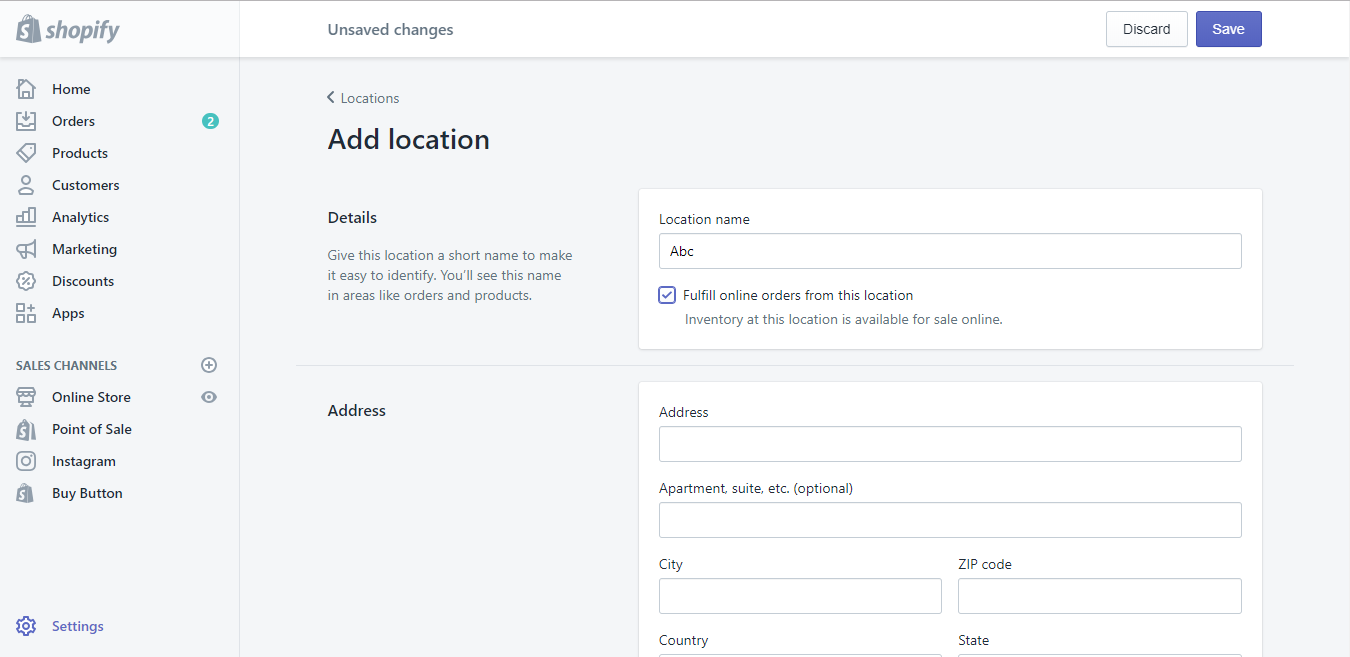 shopify
Unsaved changes
Discard
Save
Home
Orders
2
Products
Customers
Analytics
Marketing
Discounts
Apps
SALES CHANNELS
Online Store
Point of Sale
Instagram
Buy Button
Settings
Locations
Add location
Details
Give this location a short name to make
it easy to identify. You’ll see this name
in areas like orders and products.
Location name
Abc
Fulfill online orders from this location
Inventory at this location is available for sale online.
Address
Address
Apartment, suite, etc. (optional)
City
ZIP code
Country
State